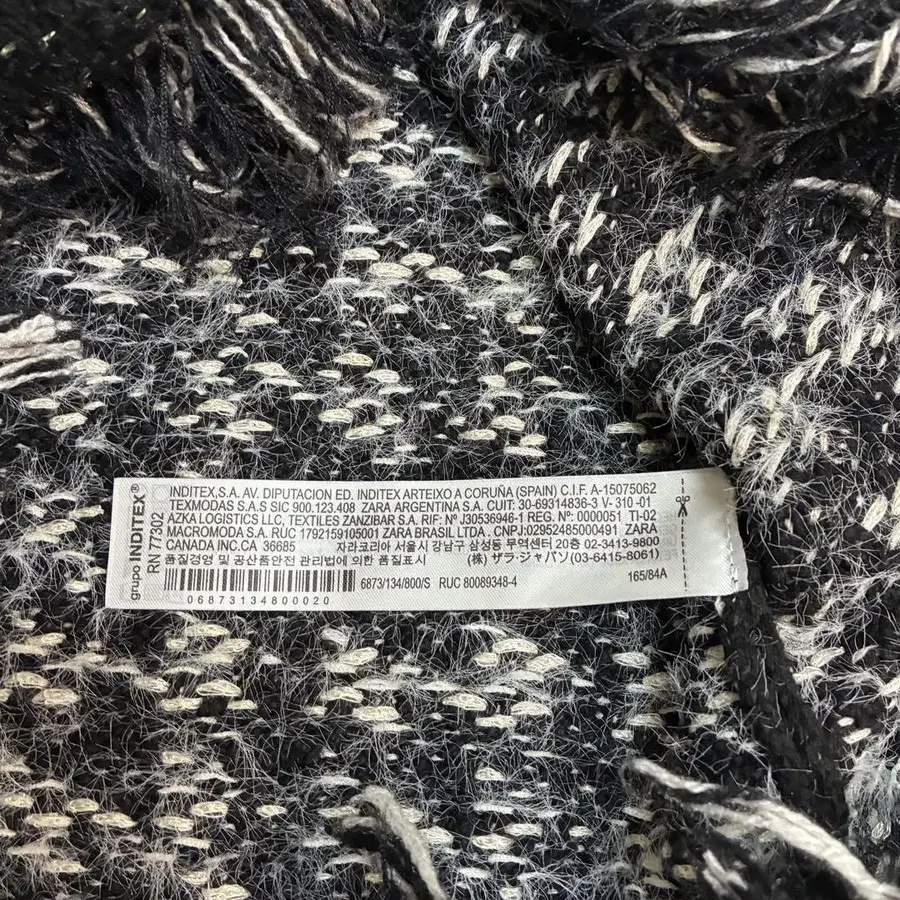 grupo INDITEX®
RN 77302
INDITEX,S.A. AV. DIPUTACION ED. INDITEX ARTEIXO A CORUÑA (SPAIN) C.I.F. A-15075062
TEXMODAS S.A.S SIC 900.123.408 ZARA ARGENTINA S.A. CUIT: 30-69314836-3 V- 310 -01
AZKA LOGISTICS LLC, TEXTILES ZANZIBAR S.A. RIF: Nº J30536946-1 REG. Nº 0000051 TI-02
MACROMODA S.A. RUC 1792159105001 ZARA BRASIL LTDA . CNPJ.02952485000491 ZARA
CANADA INC.CA 36685 자라코리아 서울시 강남구 삼성동 무역센터 20층 02-3413-9800
품질경영 및 공산품안전 관리법에 의한 품질표시 (株) ザラ・ジャパン(03-6415-8061)
6873/134/800/S RUC 80089348-4 165/84A
06873134800020